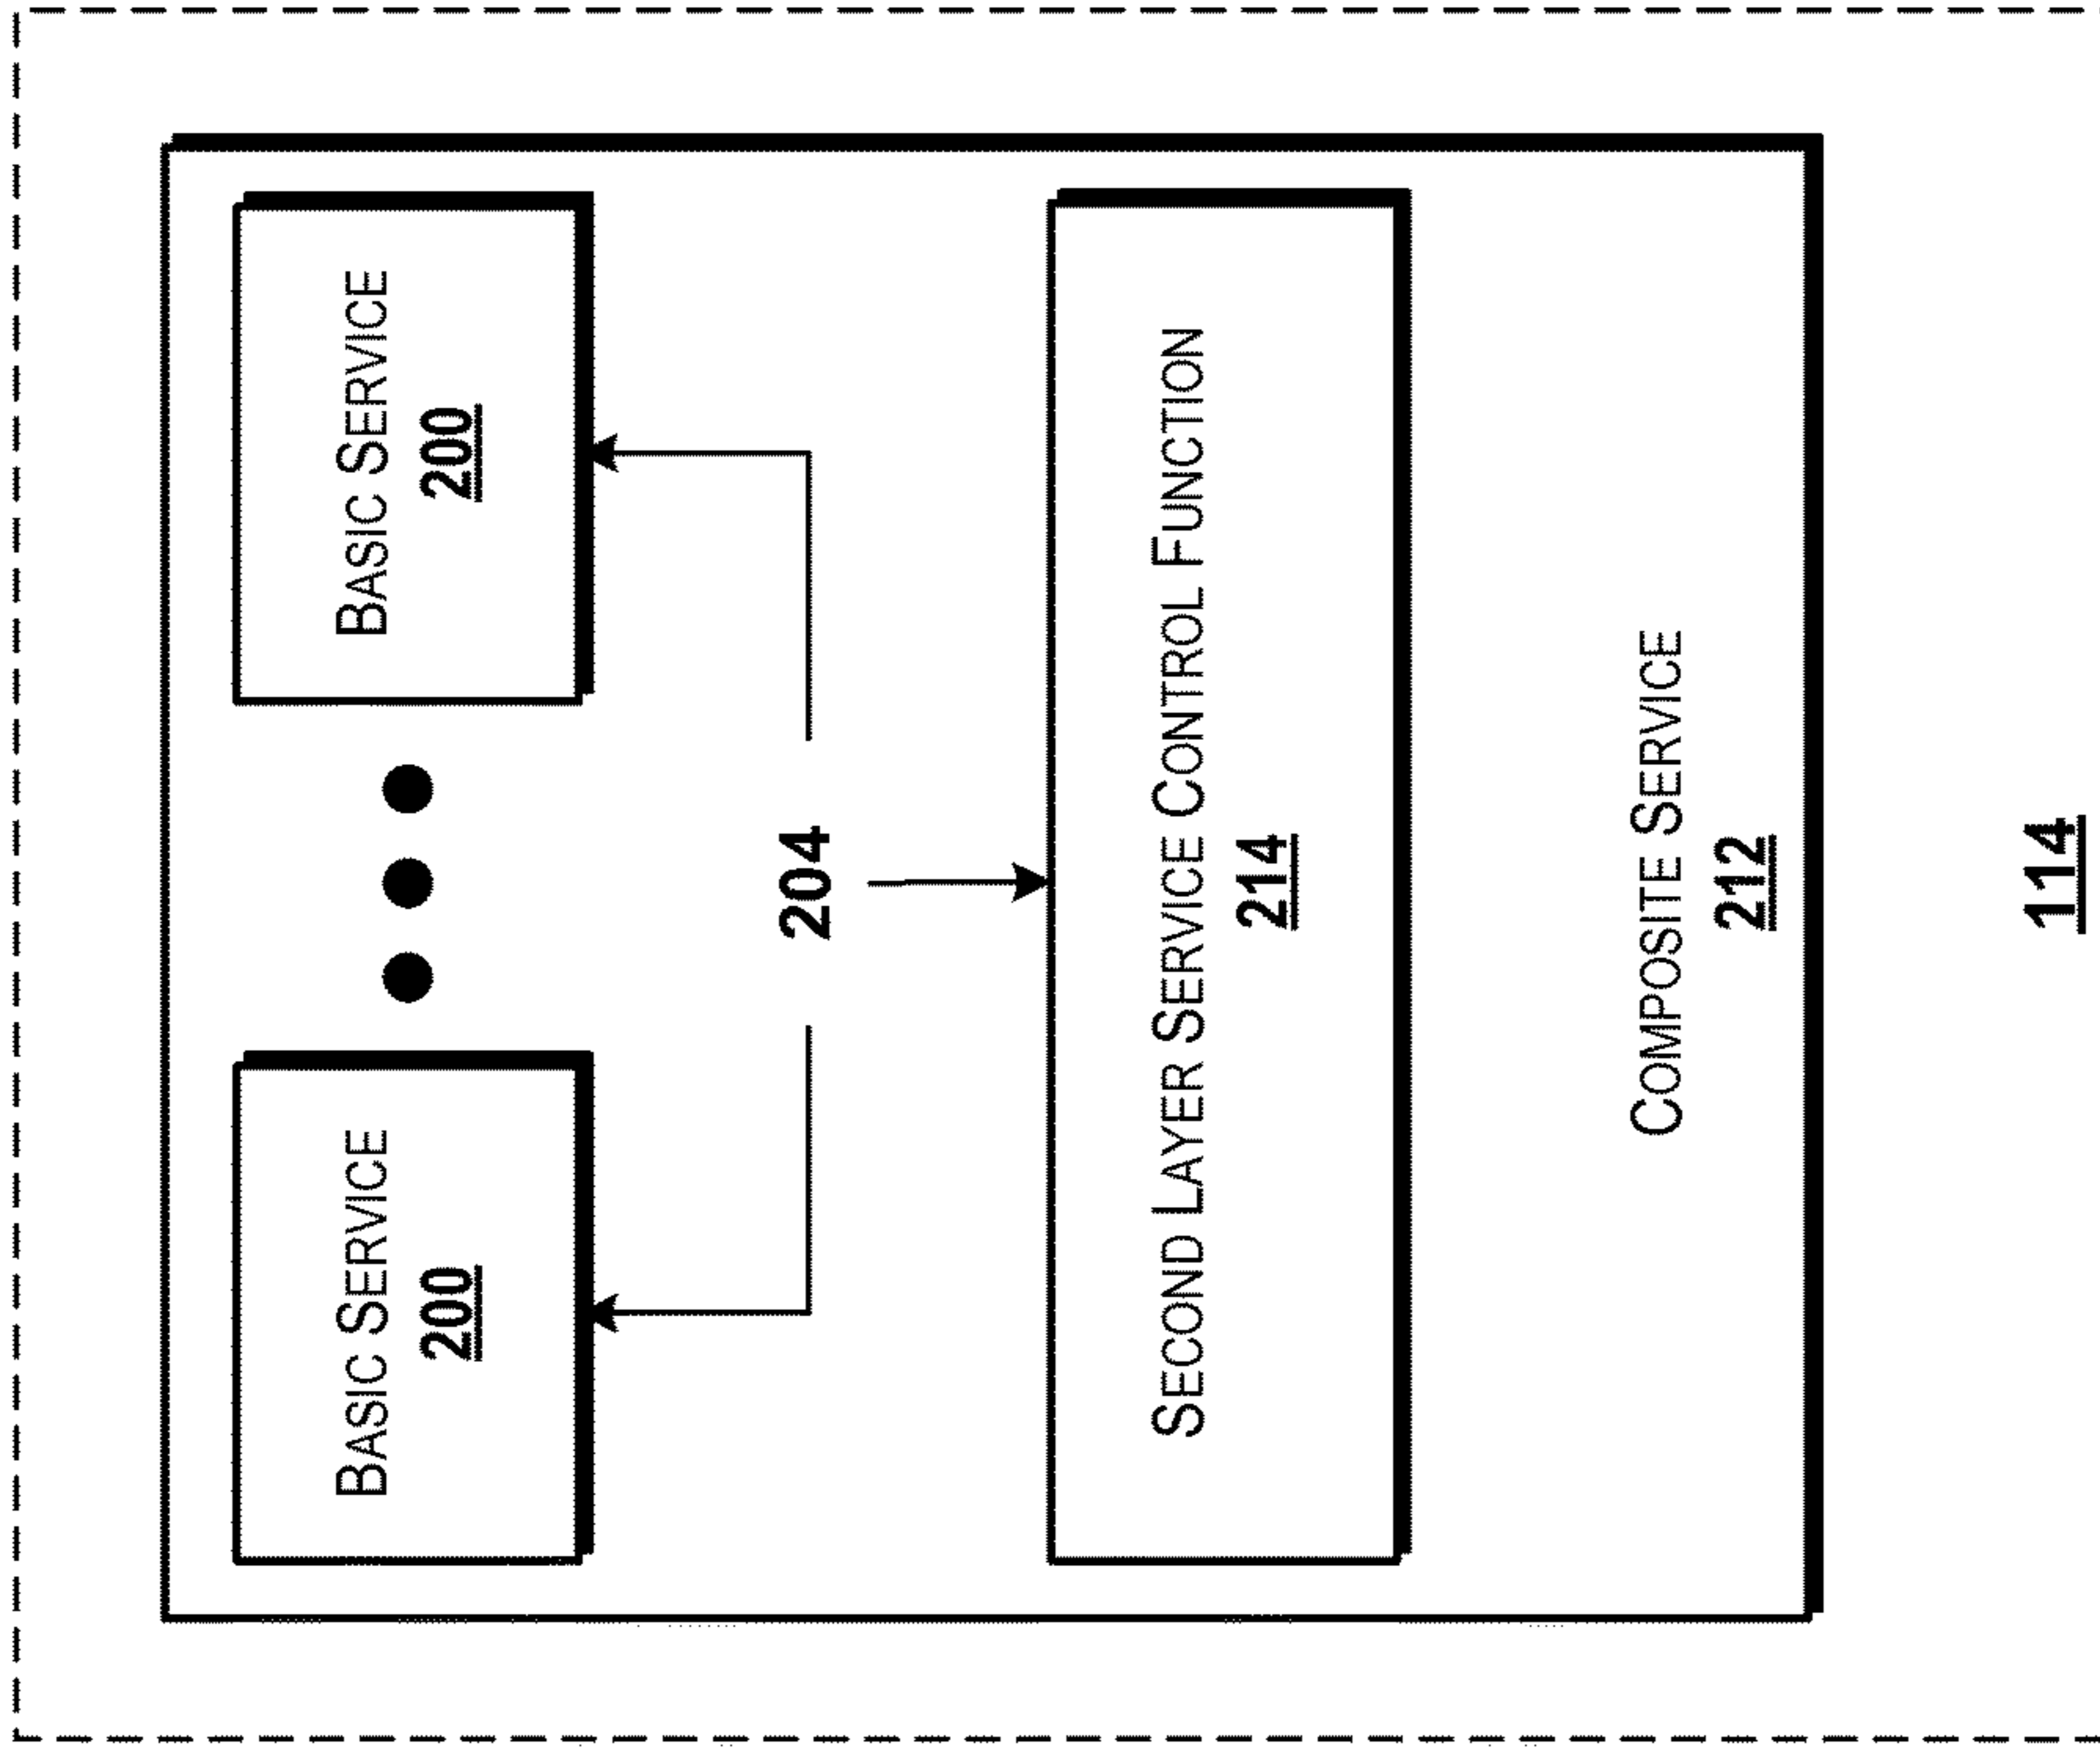 BASIC SERVICE
200
BASIC SERVICE
200
204
SECOND LAYER SERVICE CONTROL FUNCTION
214
COMPOSITE SERVICE
212
114